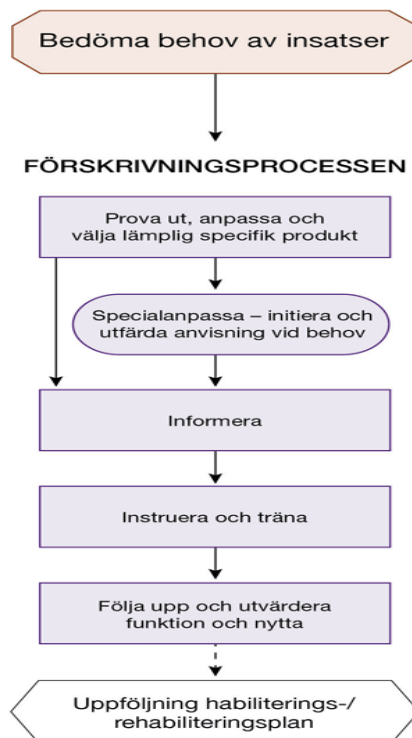 Bedöma behov av insatser
FÖRSKRIVNINGSPROCESSEN
Prova ut, anpassa och
välja lämplig specifik produkt
Specialanpassa – initiera och
utfärda anvisning vid behov
Informera
Instruera och träna
Följa upp och utvärdera
funktion och nytta
Uppföljning habiliterings-/
rehabiliteringsplan